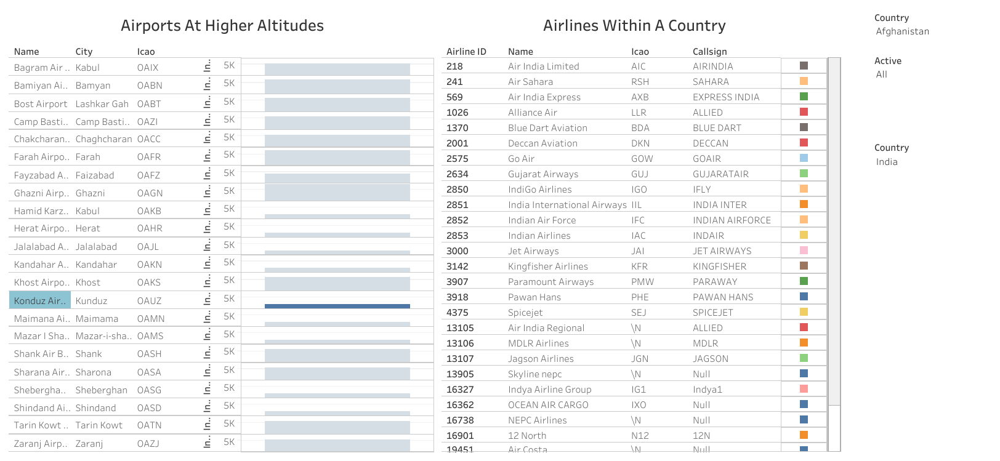 Airports At Higher Altitudes
Name City Icao
Bagram Air .. Kabul OAIX In.. 5K
Bamiyan Ai.. Bamyan OABN In.. 5K
Bost Airport Lashkar Gah OABT In.. 5K
Camp Basti.. Camp Basti.. OAZI In.. 5K
Chakcharan.. Chaghcharan OACC In.. 5K
Farah Airpo.. Farah OAFR In.. 5K
Fayzabad A.. Faizabad OAFZ In.. 5K
Ghazni Airp.. Ghazni OAGN In.. 5K
Hamid Karz.. Kabul OAKB In.. 5K
Herat Airpo.. Herat OAHR In.. 5K
Jalalabad A.. Jalalabad OAJL In.. 5K
Kandahar A.. Kandahar OAKN In.. 5K
Khost Airpo.. Khost OAKS In.. 5K
Konduz Air.. Kunduz OAUZ In.. 5K
Maimana Ai.. Maimama OAMN In.. 5K
Mazar I Sha.. Mazar-i-sha.. OAMS In.. 5K
Shank Air B.. Shank OASH In.. 5K
Sharana Air.. Sharona OASA In.. 5K
Shebergha.. Sheberghan OASG In.. 5K
Shindand Ai.. Shindand OASD In.. 5K
Tarin Kowt .. Tarin Kowt OATN In.. 5K
Zaranj Airp.. Zaranj OAZJ In.. 5K
Airlines Within A Country
Airline ID Name Icao Callsign
218 Air India Limited AIC AIRINDIA
241 Air Sahara RSH SAHARA
569 Air India Express AXB EXPRESS INDIA
1026 Alliance Air LLR ALLIED
1370 Blue Dart Aviation BDA BLUE DART
2001 Deccan Aviation DKN DECCAN
2575 Go Air GOW GOAIR
2634 Gujarat Airways GUJ GUJARATAIR
2850 IndiGo Airlines IGO IFLY
2851 India International Airways IIL INDIA INTER
2852 Indian Air Force IFC INDIAN AIRFORCE
2853 Indian Airlines IAC INDAIR
3000 Jet Airways JAI JET AIRWAYS
3142 Kingfisher Airlines KFR KINGFISHER
3907 Paramount Airways PMW PARAWAY
3918 Pawan Hans PHE PAWAN HANS
4375 Spicejet SEJ SPICEJET
13105 Air India Regional \N ALLIED
13106 MDLR Airlines \N MDLR
13107 Jagson Airlines JGN JAGSON
13905 Skyline nepc \N Null
16327 Indya Airline Group IG1 Indya1
16362 OCEAN AIR CARGO IXO Null
16738 NEPC Airlines \N Null
16901 12 North N12 12N
19451 Air Costa \N Null
Country
Afghanistan
Active
All
Country
India